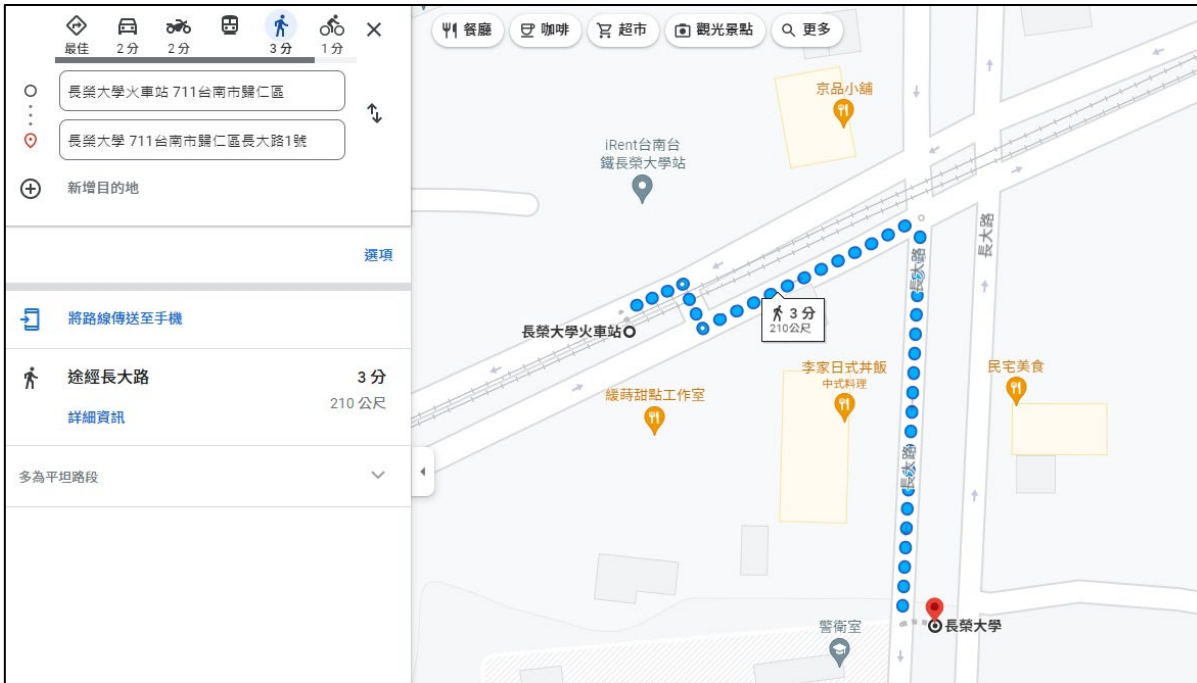 最佳
2 分
2 分
3 分
1 分
長榮大學火車站 711台南市歸仁區
長榮大學 711台南市歸仁區長大路1號
新增目的地
選項
將路線傳送至手機
途經長大路
3 分
210 公尺
詳細資訊
多為平坦路段
餐廳
咖啡
超市
觀光景點
更多
京品小舖
iRent台南台
鐵長榮大學站
長大路
長大路
3 分
210公尺
長榮大學火車站
李家日式丼飯
中式料理
民宅美食
緩蒔甜點工作室
長大路
警衛室
長榮大學